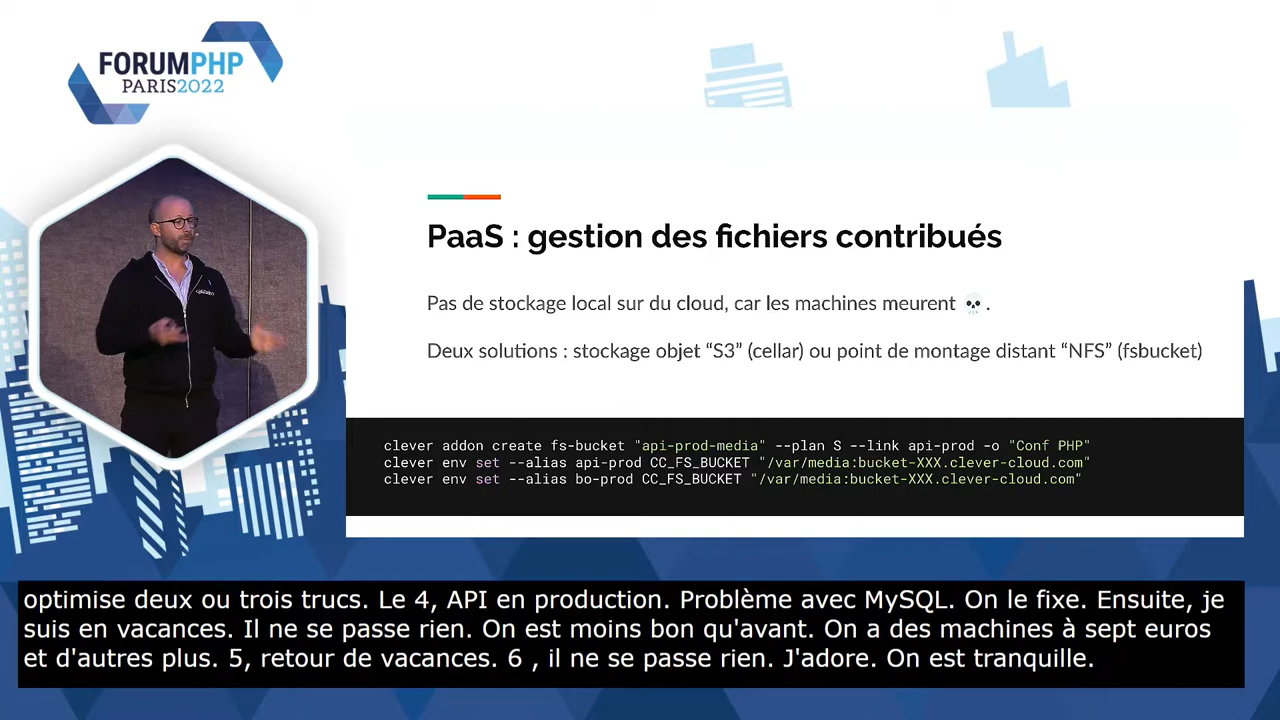 FORUMPHP
PARIS2022
PaaS : gestion des fichiers contribués
Pas de stockage local sur du cloud, car les machines meurent ☠️ .
Deux solutions : stockage objet “S3” (cellar) ou point de montage distant “NFS” (fsbucket)
clever addon create fs-bucket "api-prod-media" --plan S --link api-prod -o "Conf PHP"
clever env set --alias api-prod CC_FS_BUCKET "/var/media:bucket-XXX.clever-cloud.com"
clever env set --alias bo-prod CC_FS_BUCKET "/var/media:bucket-XXX.clever-cloud.com"
optimise deux ou trois trucs. Le 4, API en production. Problème avec MySQL. On le fixe. Ensuite, je
suis en vacances. Il ne se passe rien. On est moins bon qu'avant. On a des machines à sept euros
et d'autres plus. 5, retour de vacances. 6 , il ne se passe rien. J'adore. On est tranquille.